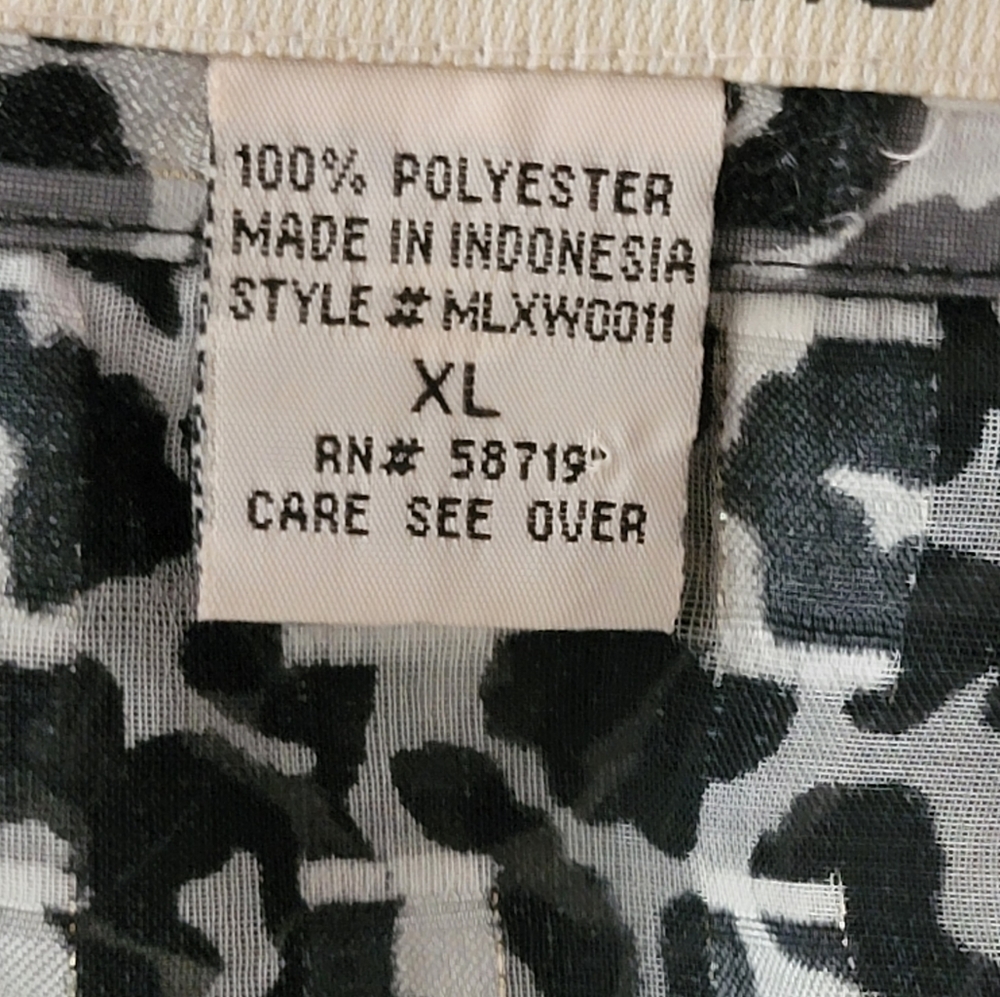 100% POLYESTER
MADE IN INDONESIA
STYLE # MLXW0011
XL
RN# 58719
CARE SEE OVER